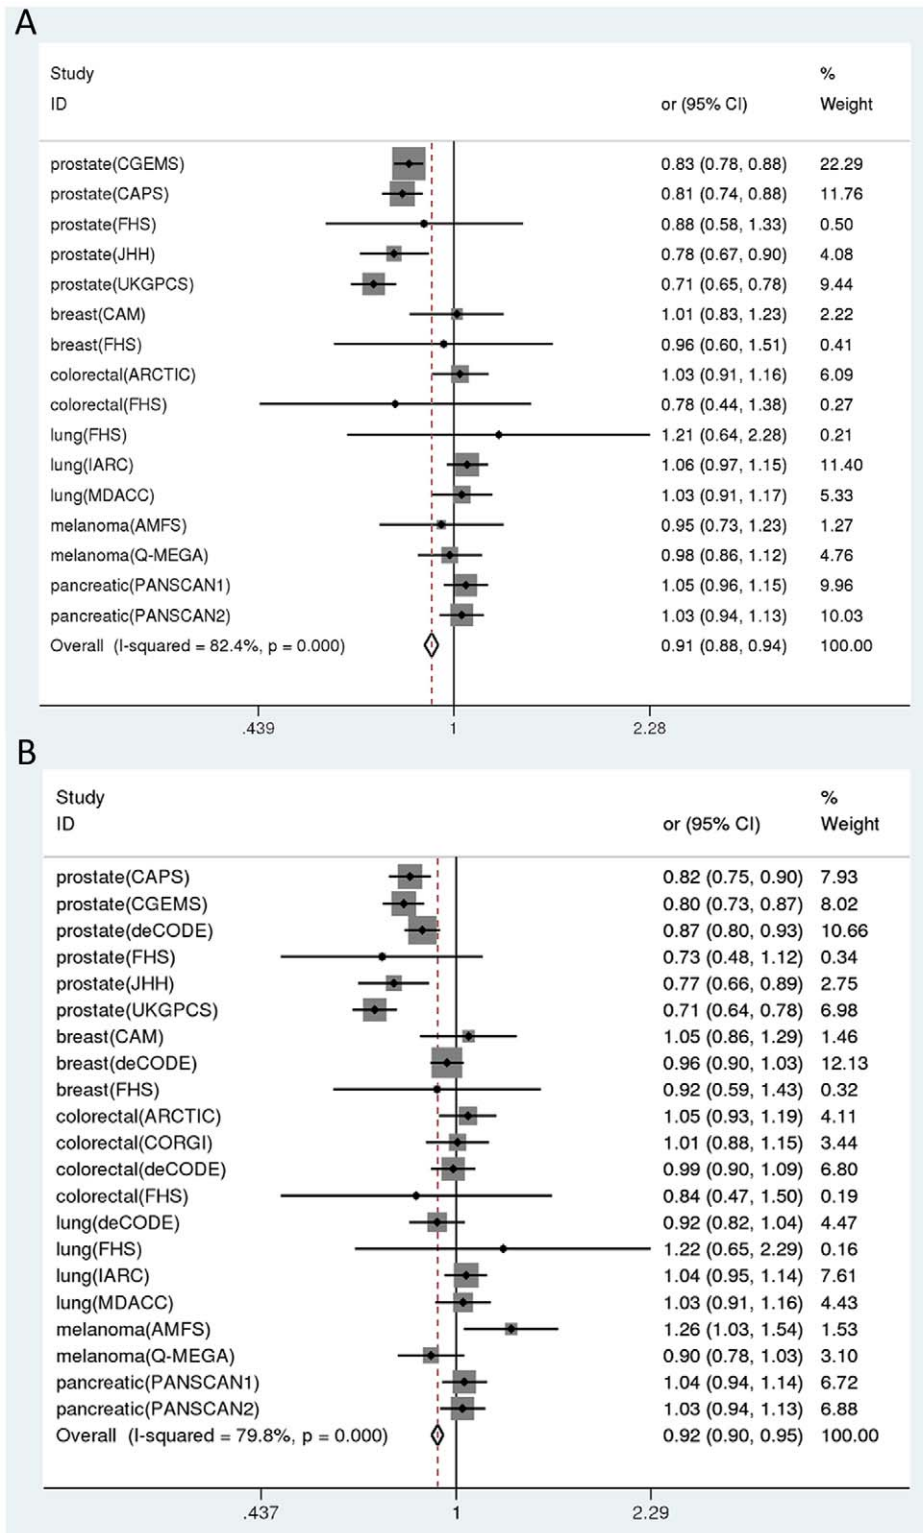 A
Study %
ID or (95% CI) Weight
prostate(CGEMS) 0.83 (0.78, 0.88) 22.29
prostate(CAPS) 0.81 (0.74, 0.88) 11.76
prostate(FHS) 0.88 (0.58, 1.33) 0.50
prostate(JHH) 0.78 (0.67, 0.90) 4.08
prostate(UKGPCS) 0.71 (0.65, 0.78) 9.44
breast(CAM) 1.01 (0.83, 1.23) 2.22
breast(FHS) 0.96 (0.60, 1.51) 0.41
colorectal(ARCTIC) 1.03 (0.91, 1.16) 6.09
colorectal(FHS) 0.78 (0.44, 1.38) 0.27
lung(FHS) 1.21 (0.64, 2.28) 0.21
lung(IARC) 1.06 (0.97, 1.15) 11.40
lung(MDACC) 1.03 (0.91, 1.17) 5.33
melanoma(AMFS) 0.95 (0.73, 1.23) 1.27
melanoma(Q-MEGA) 0.98 (0.86, 1.12) 4.76
pancreatic(PANSCAN1) 1.05 (0.96, 1.15) 9.96
pancreatic(PANSCAN2) 1.03 (0.94, 1.13) 10.03
Overall (I-squared = 82.4%, p = 0.000) 0.91 (0.88, 0.94) 100.00
.439 1 2.28
B
Study %
ID or (95% CI) Weight
prostate(CAPS) 0.82 (0.75, 0.90) 7.93
prostate(CGEMS) 0.80 (0.73, 0.87) 8.02
prostate(deCODE) 0.87 (0.80, 0.93) 10.66
prostate(FHS) 0.73 (0.48, 1.12) 0.34
prostate(JHH) 0.77 (0.66, 0.89) 2.75
prostate(UKGPCS) 0.71 (0.64, 0.78) 6.98
breast(CAM) 1.05 (0.86, 1.29) 1.46
breast(deCODE) 0.96 (0.90, 1.03) 12.13
breast(FHS) 0.92 (0.59, 1.43) 0.32
colorectal(ARCTIC) 1.05 (0.93, 1.19) 4.11
colorectal(CORGI) 1.01 (0.88, 1.15) 3.44
colorectal(deCODE) 0.99 (0.90, 1.09) 6.80
colorectal(FHS) 0.84 (0.47, 1.50) 0.19
lung(deCODE) 0.92 (0.82, 1.04) 4.47
lung(FHS) 1.22 (0.65, 2.29) 0.16
lung(IARC) 1.04 (0.95, 1.14) 7.61
lung(MDACC) 1.03 (0.91, 1.16) 4.43
melanoma(AMFS) 1.26 (1.03, 1.54) 1.53
melanoma(Q-MEGA) 0.90 (0.78, 1.03) 3.10
pancreatic(PANSCAN1) 1.04 (0.94, 1.14) 6.72
pancreatic(PANSCAN2) 1.03 (0.94, 1.13) 6.88
Overall (I-squared = 79.8%, p = 0.000) 0.92 (0.90, 0.95) 100.00
.437 1 2.29